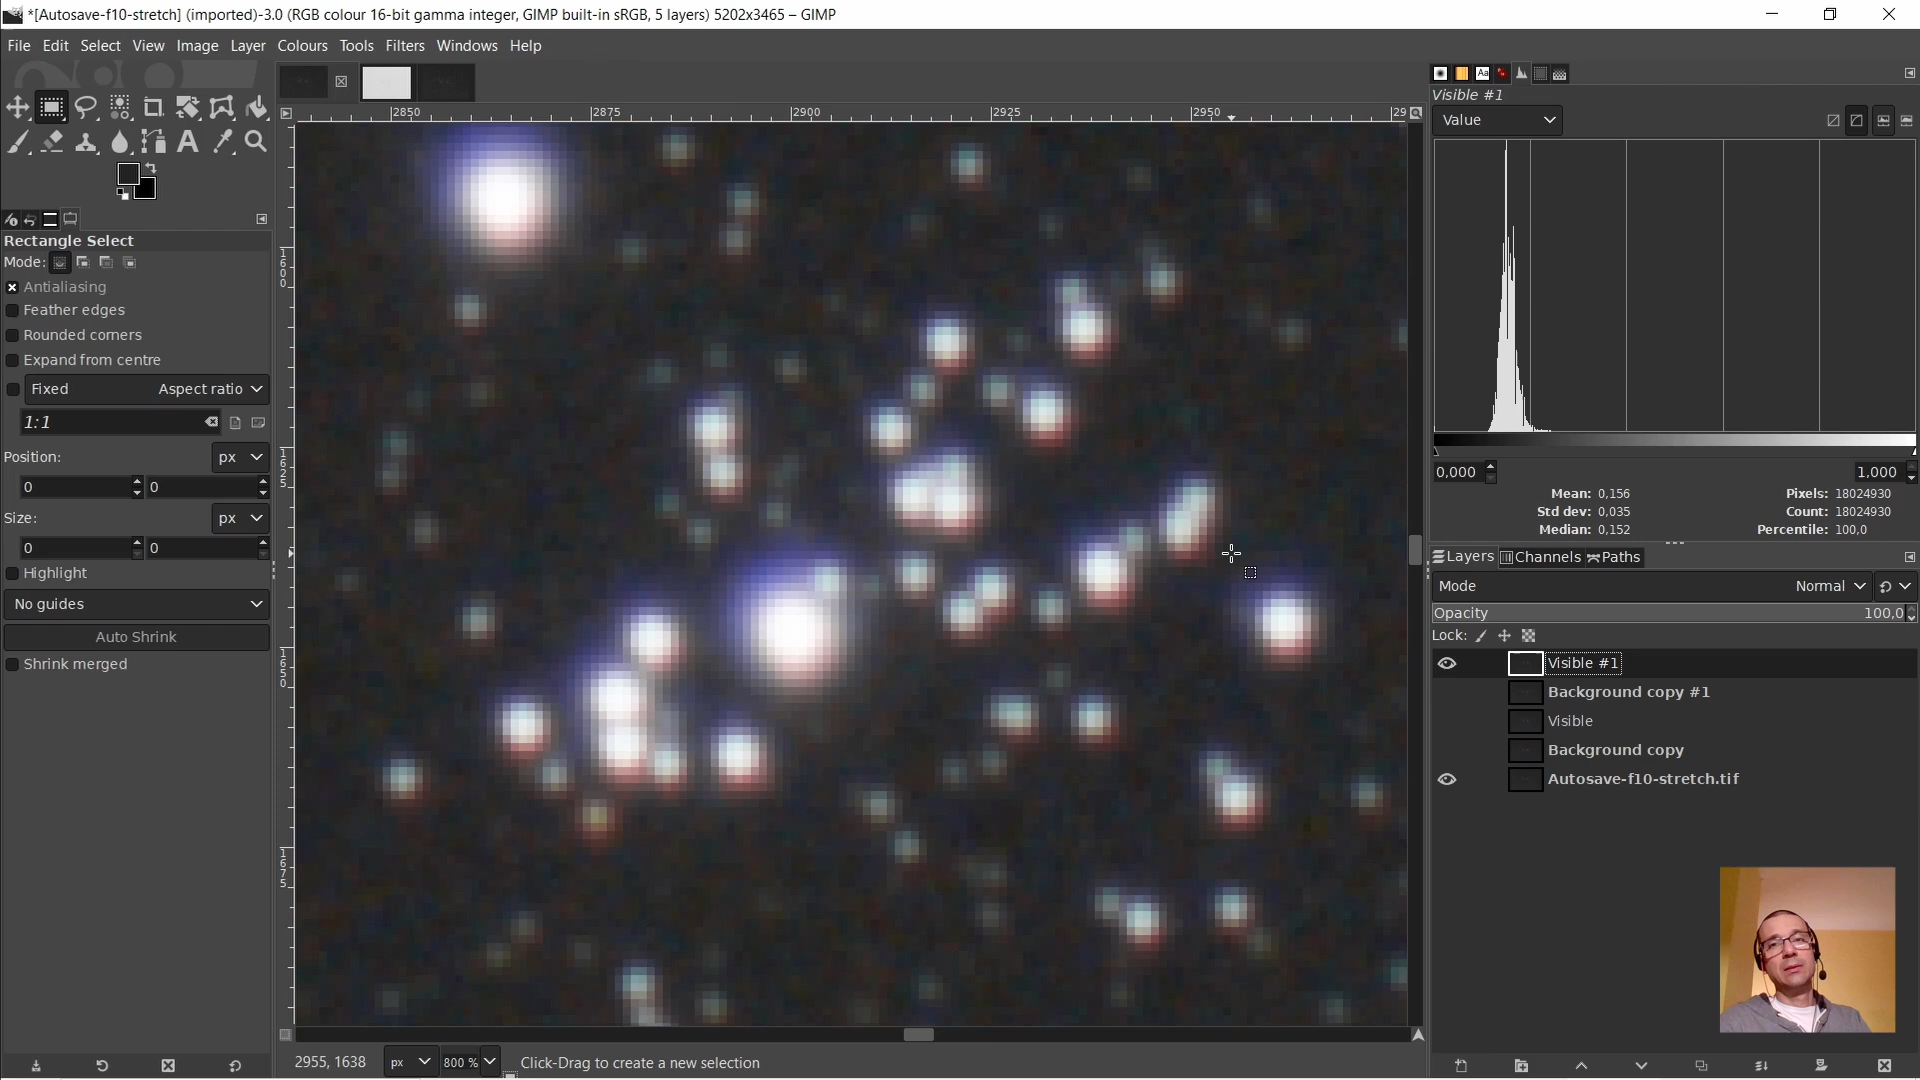 *[Autosave-f10-stretch] (imported)-3.0 (RGB colour 16-bit gamma integer, GIMP built-in sRGB, 5 layers) 5202x3465 – GIMP
File Edit Select View Image Layer Colours Tools Filters Windows Help
Rectangle Select
Mode:
Antialiasing
Feather edges
Rounded corners
Expand from centre
Fixed Aspect ratio
1:1
Position: px
0 0
Size: px
0 0
Highlight
No guides
Auto Shrink
Shrink merged
2850 2875 2900 2925 2950 29
1600
1625
1650
1675
2955, 1638 px 800 % Click-Drag to create a new selection
Aa
Visible #1
Value
0,000 1,000
Mean: 0,156 Pixels: 18024930
Std dev: 0,035 Count: 18024930
Median: 0,152 Percentile: 100,0
Layers Channels Paths
Mode Normal
Opacity 100,0
Lock:
Visible #1
Background copy #1
Visible
Background copy
Autosave-f10-stretch.tif